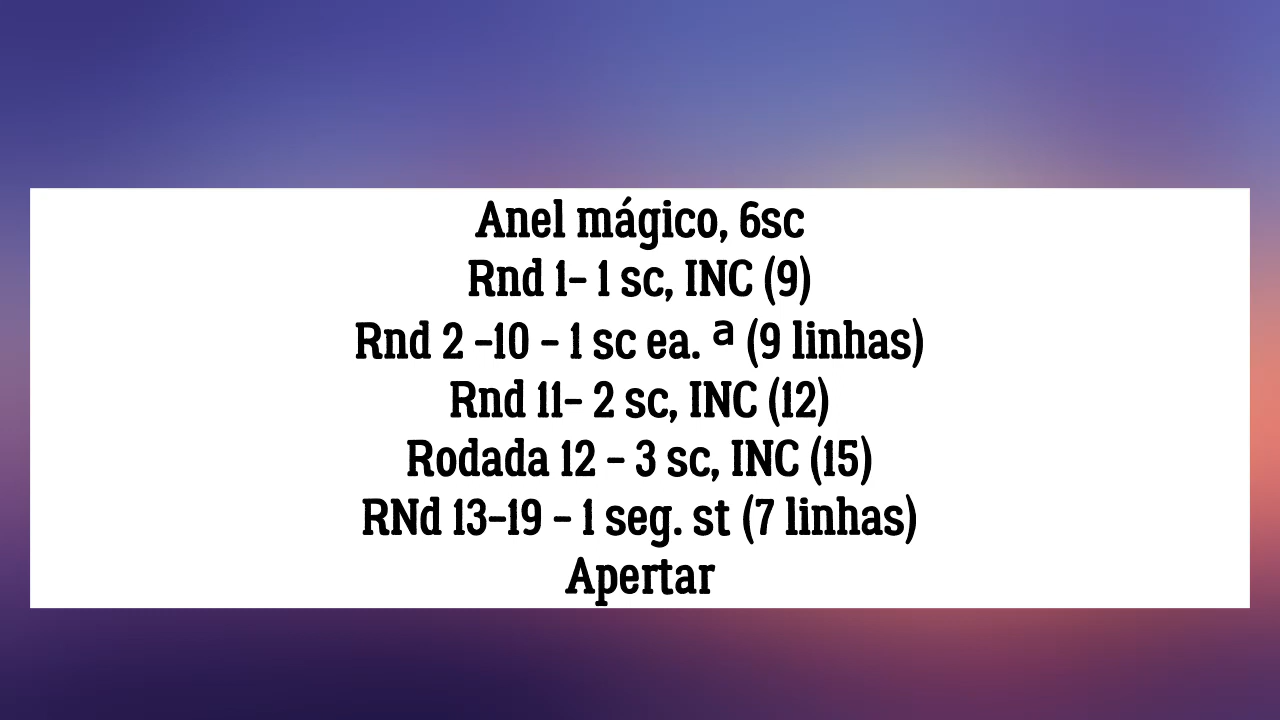 Anel mágico, 6sc
Rnd 1- 1 sc, INC (9)
Rnd 2 -10 - 1 sc ea. ª (9 linhas)
Rnd 11- 2 sc, INC (12)
Rodada 12 - 3 sc, INC (15)
RNd 13-19 - 1 seg. st (7 linhas)
Apertar